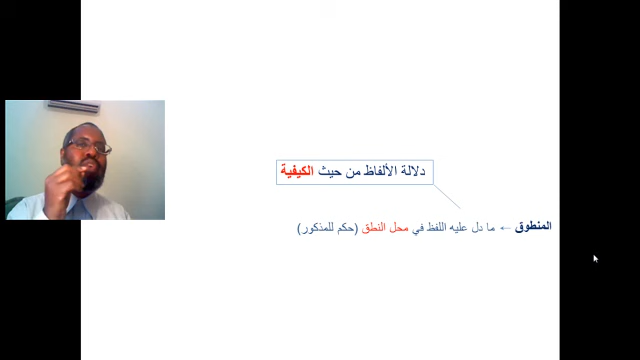 دلالة الألفاظ من حيث الكيفية
المنطوق ← ما دل عليه اللفظ في محل النطق (حكم للمذكور)